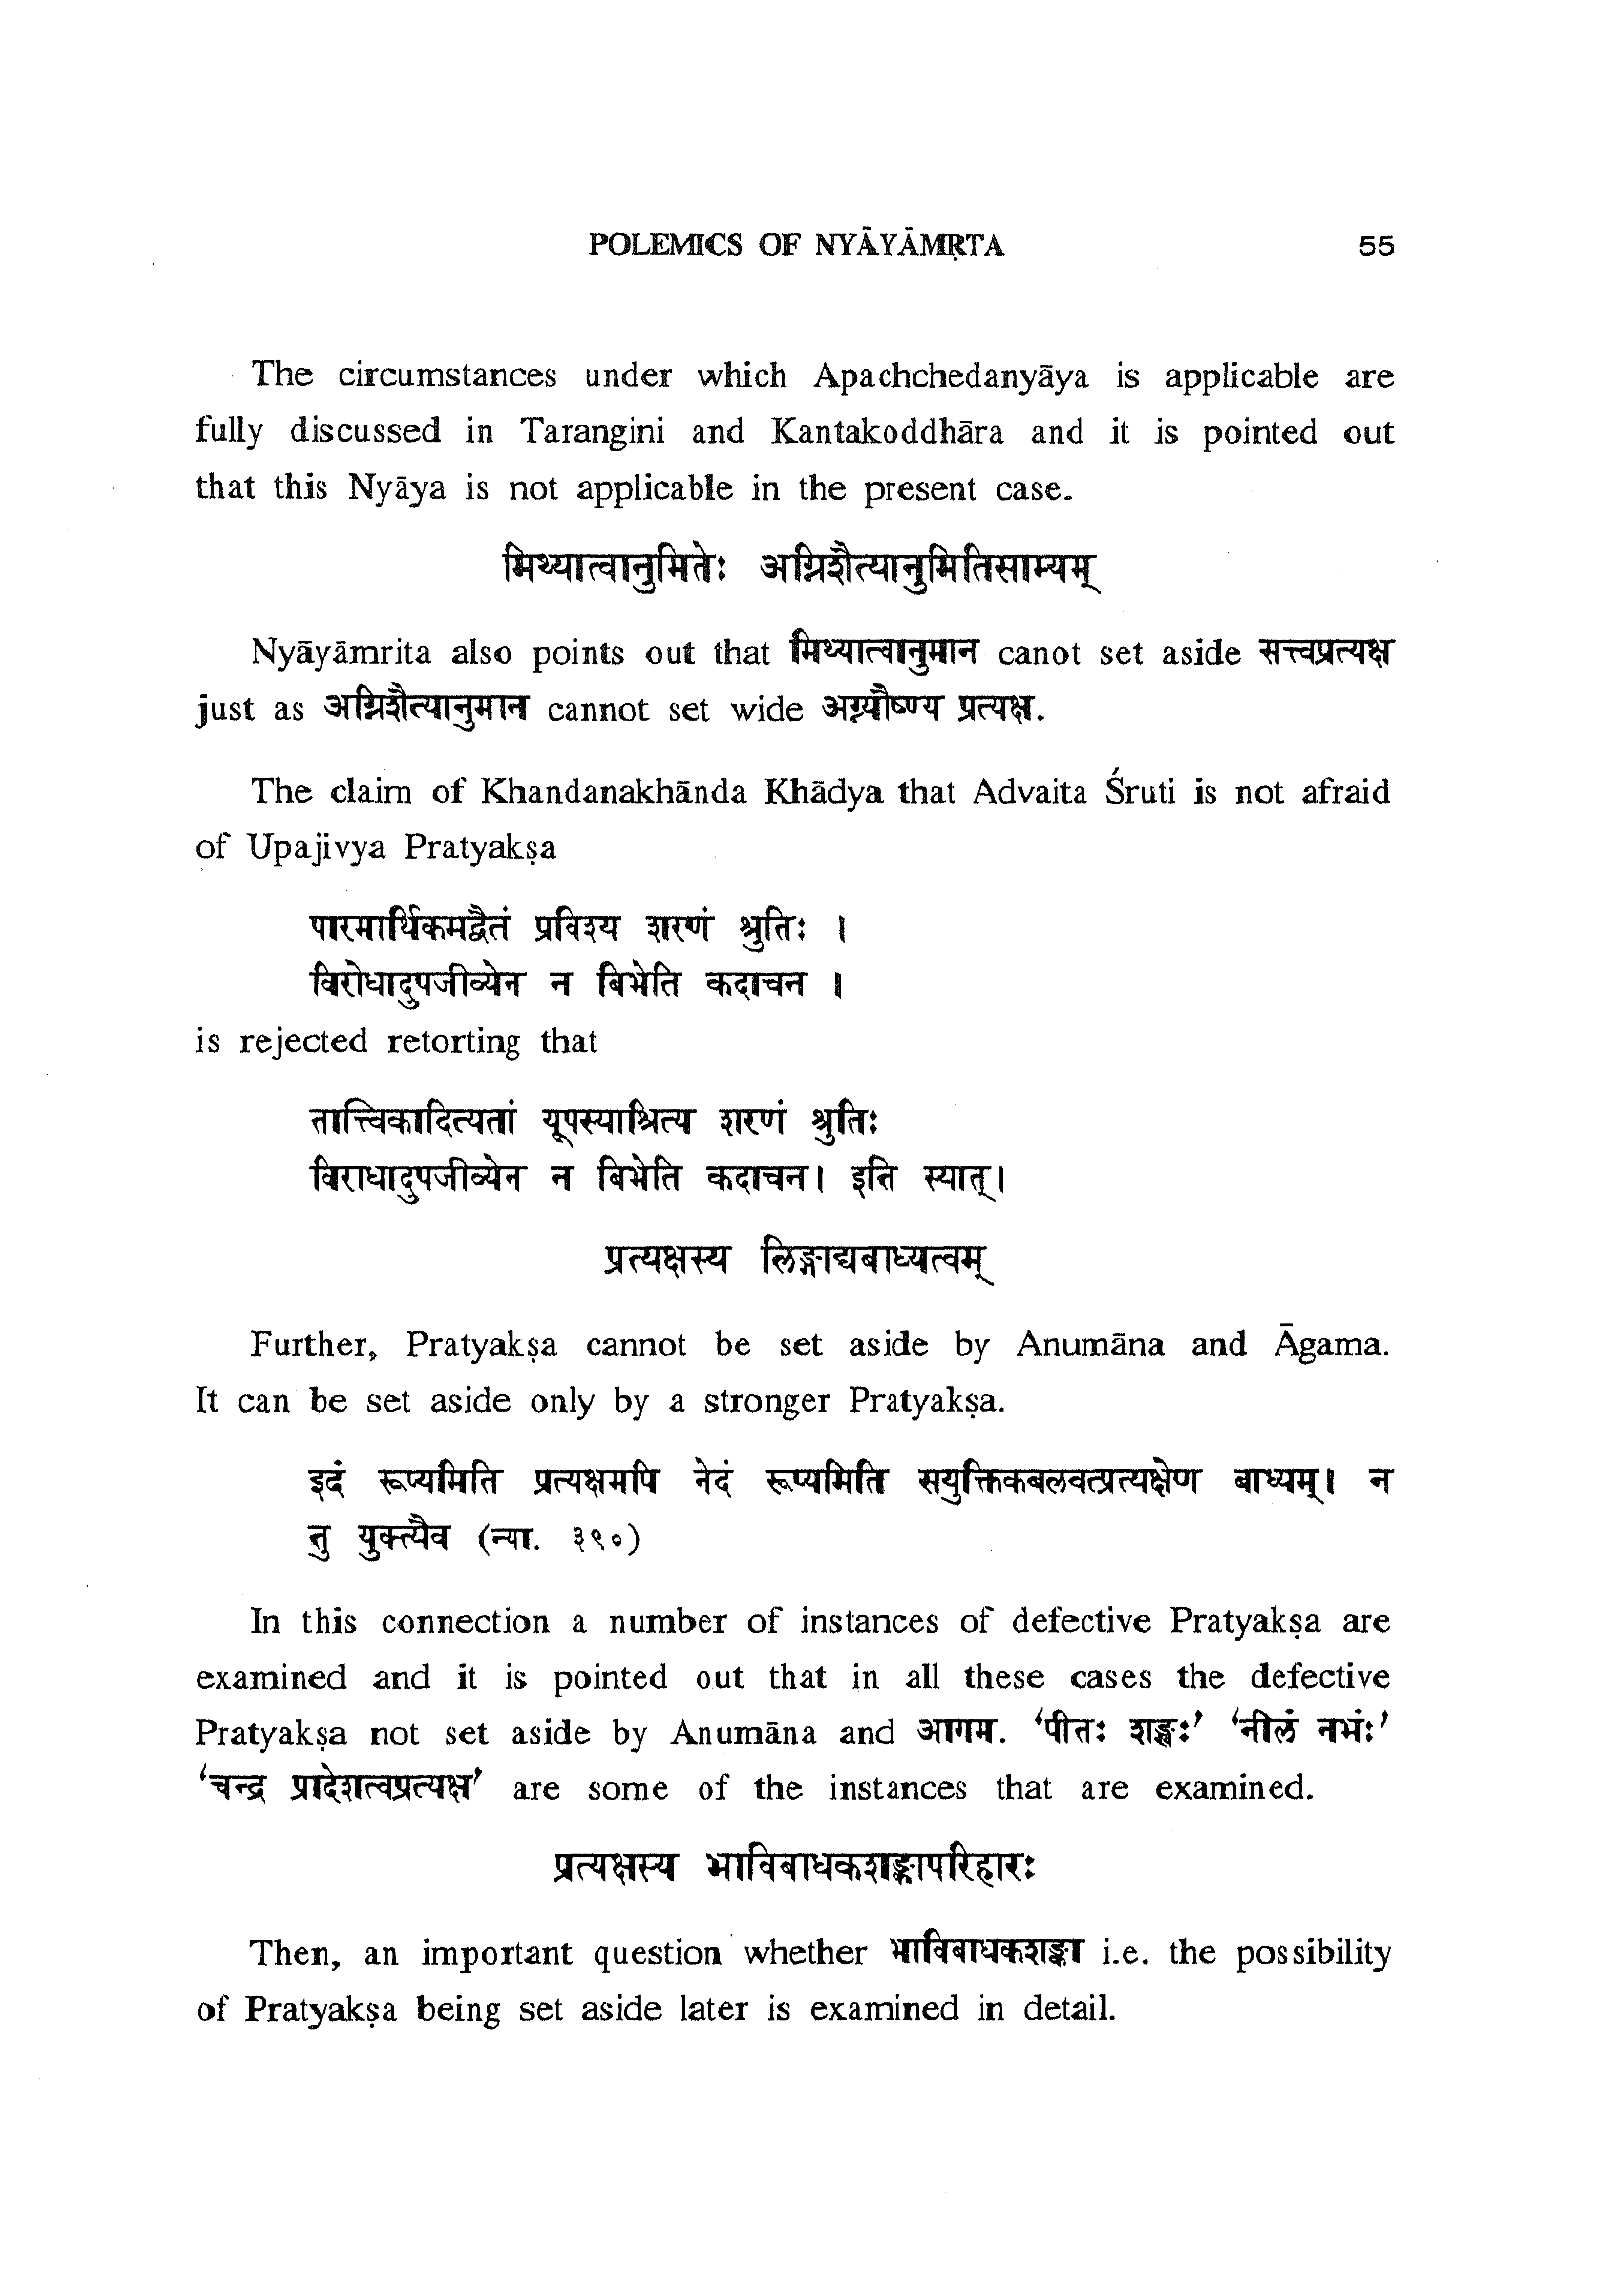 POLEMICS OF NYĀYĀMṚTA 55
The circumstances under which Apachchedanyāya is applicable are
fully discussed in Tarangini and Kantakoddhāra and it is pointed out
that this Nyāya is not applicable in the present case.
मिथ्यात्वानुमितेः अग्निशैत्यानुमितिसाम्यम्
Nyāyāmrita also points out that मिथ्यात्वानुमान canot set aside सत्त्वप्रत्यक्ष
just as अग्निशैत्यानुमान cannot set wide अग्न्यौष्ण्य प्रत्यक्ष.
The claim of Khandanakhānda Khādya that Advaita Śruti is not afraid
of Upajivya Pratyakṣa
पारमार्थिकमद्वैतं प्रविश्य शरणं श्रुतिः ।
विरोधादुपजीव्येन न बिभेति कदाचन ।
is rejected retorting that
तात्त्विकादित्यतां यूपस्याश्रित्य शरणं श्रुतिः
विराधादुपजीव्येन न बिभेति कदाचन। इति स्यात्।
प्रत्यक्षस्य लिङ्गाद्यबाध्यत्वम्
Further, Pratyakṣa cannot be set aside by Anumāna and Āgama.
It can be set aside only by a stronger Pratyakṣa.
इदं रूप्यमिति प्रत्यक्षमपि नेदं रूप्यमिति सयुक्तिकबलवत्प्रत्यक्षेण बाध्यम्। न
तु युक्त्यैव (न्या. ३९०)
In this connection a number of instances of defective Pratyakṣa are
examined and it is pointed out that in all these cases the defective
Pratyakṣa not set aside by Anumāna and आगम. ‘पीतः शङ्खः’ ‘नीलं नभंः’
‘चन्द्र प्रादेशत्वप्रत्यक्ष’ are some of the instances that are examined.
प्रत्यक्षस्य भाविबाधकशङ्कापरिहारः
Then, an important question whether भाविबाधकशङ्का i.e. the possibility
of Pratyakṣa being set aside later is examined in detail.